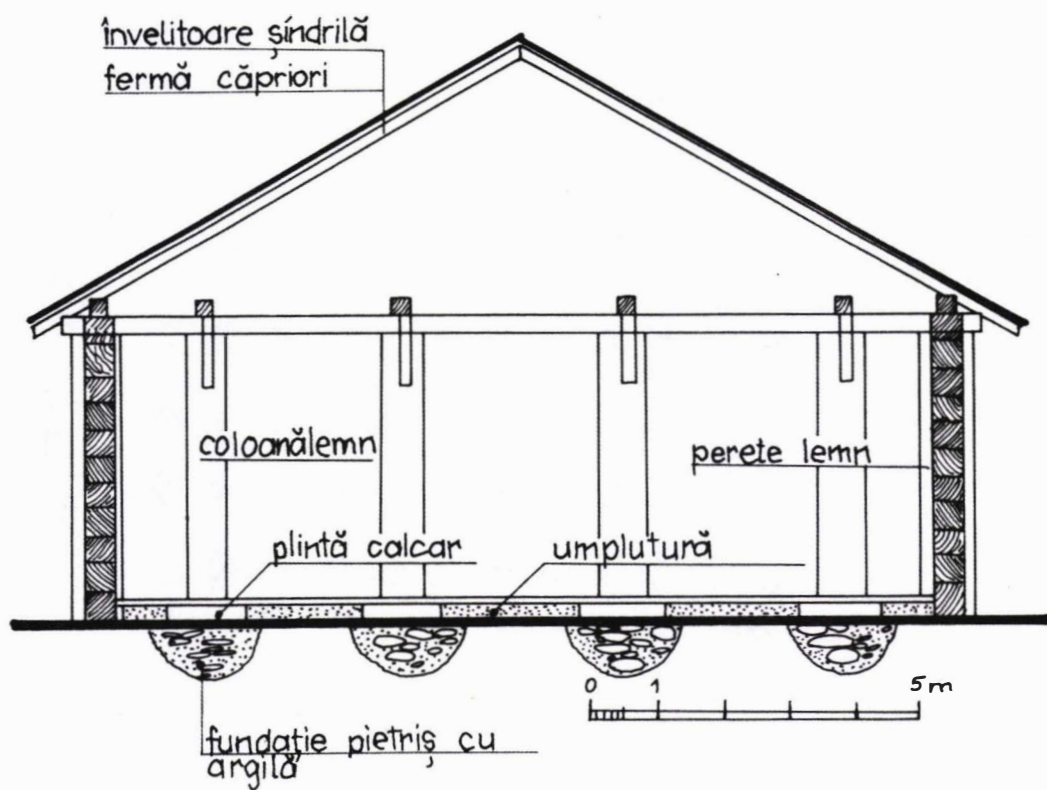 învelitoare șindrilă
fermă căpriori
coloanălemn
perete lemn
plintă calcar
umplutură
0 1 5m
fundație pietriș cu
argilă